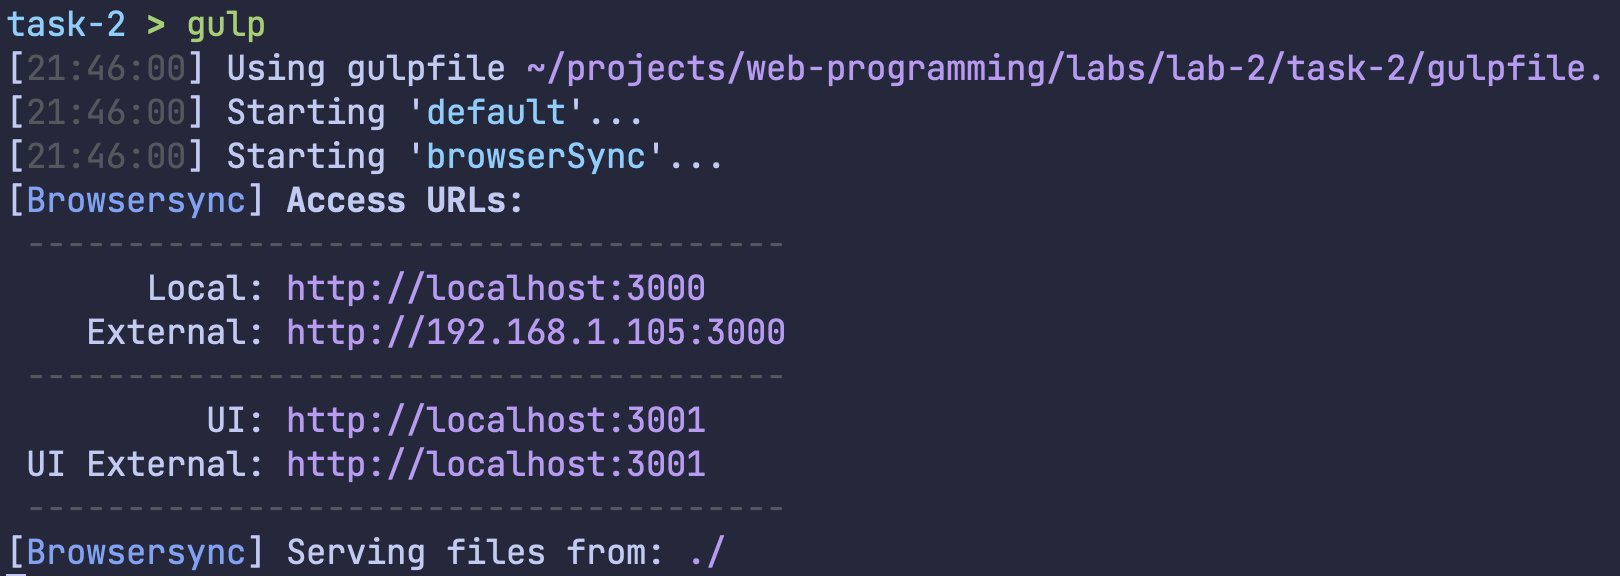 task-2 > gulp
[21:46:00] Using gulpfile ~/projects/web-programming/labs/lab-2/task-2/gulpfile.
[21:46:00] Starting 'default'...
[21:46:00] Starting 'browserSync'...
[Browsersync] Access URLs:
--------------------------------------
Local: http://localhost:3000
External: http://192.168.1.105:3000
--------------------------------------
UI: http://localhost:3001
UI External: http://localhost:3001
--------------------------------------
[Browsersync] Serving files from: ./